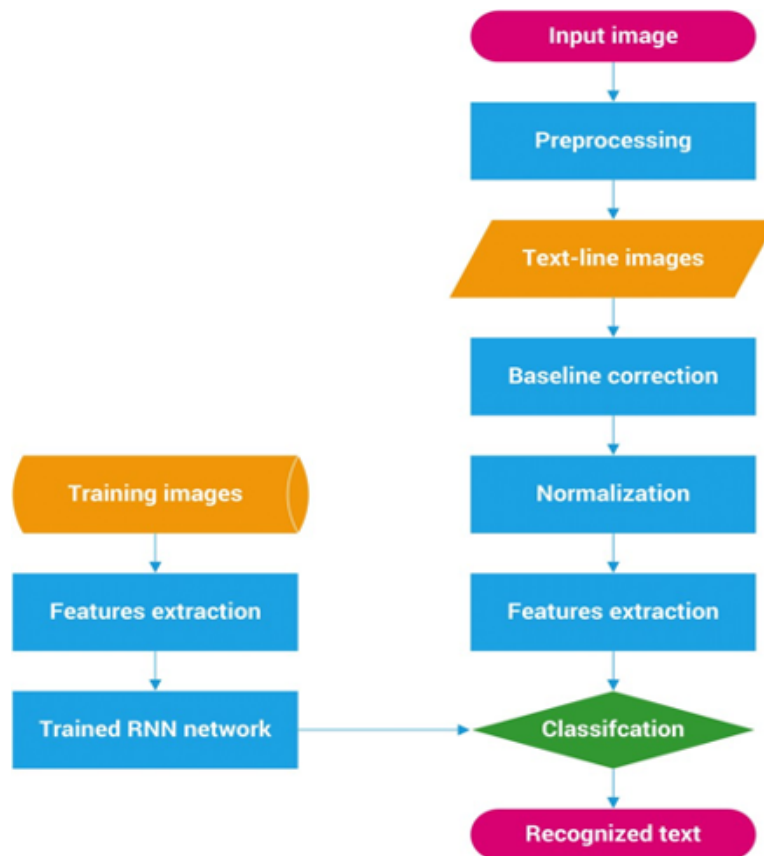 Input image
Preprocessing
Text-line images
Baseline correction
Training images
Normalization
Features extraction
Features extraction
Trained RNN network
Classifcation
Recognized text